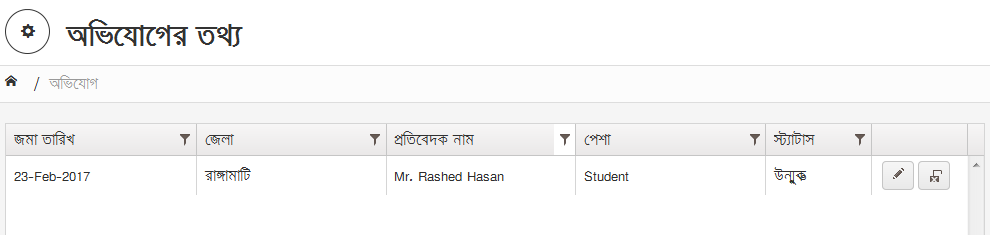 অভিযোগের তথ্য
/ অভিযোগ
জমা তারিখ জেলা প্রতিবেদক নাম পেশা স্ট্যাটাস
23-Feb-2017 রাঙ্গামাটি Mr. Rashed Hasan Student উন্মুক্ত